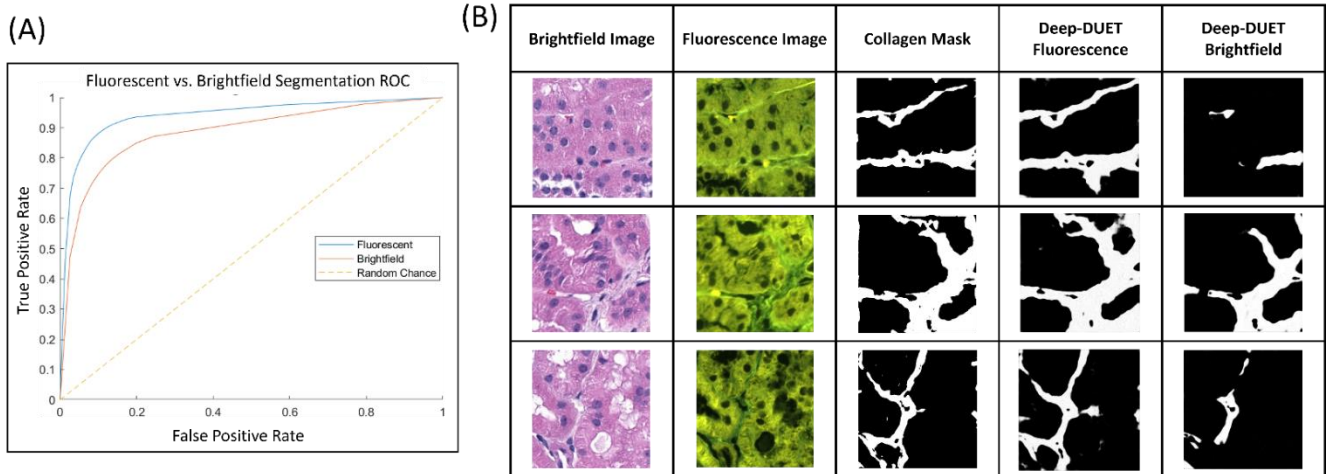 (A)
Fluorescent vs. Brightfield Segmentation ROC
True Positive Rate
1
0.9
0.8
0.7
0.6
0.5
0.4
0.3
0.2
0.1
0
0 0.2 0.4 0.6 0.8 1
False Positive Rate
Fluorescent
Brightfield
Random Chance
(B)
Brightfield Image
Fluorescence Image
Collagen Mask
Deep-DUET
Fluorescence
Deep-DUET
Brightfield